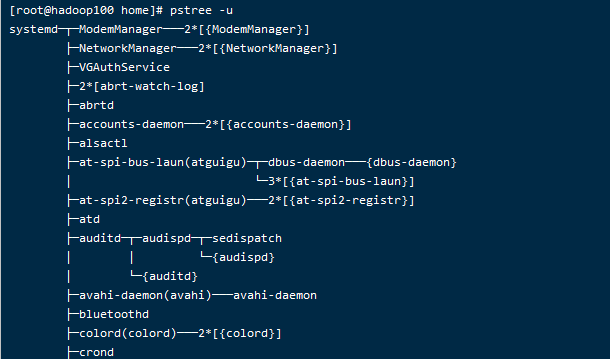 [root@hadoop100 home]# pstree -u
systemd─┬─ModemManager───2*[{ModemManager}]
        ├─NetworkManager───2*[{NetworkManager}]
        ├─VGAuthService
        ├─2*[abrt-watch-log]
        ├─abrtd
        ├─accounts-daemon───2*[{accounts-daemon}]
        ├─alsactl
        ├─at-spi-bus-laun(atguigu)─┬─dbus-daemon───{dbus-daemon}
        │                          └─3*[{at-spi-bus-laun}]
        ├─at-spi2-registr(atguigu)───2*[{at-spi2-registr}]
        ├─atd
        ├─auditd─┬─audispd─┬─sedispatch
        │        │         └─{audispd}
        │        └─{auditd}
        ├─avahi-daemon(avahi)───avahi-daemon
        ├─bluetoothd
        ├─colord(colord)───2*[{colord}]
        ├─crond